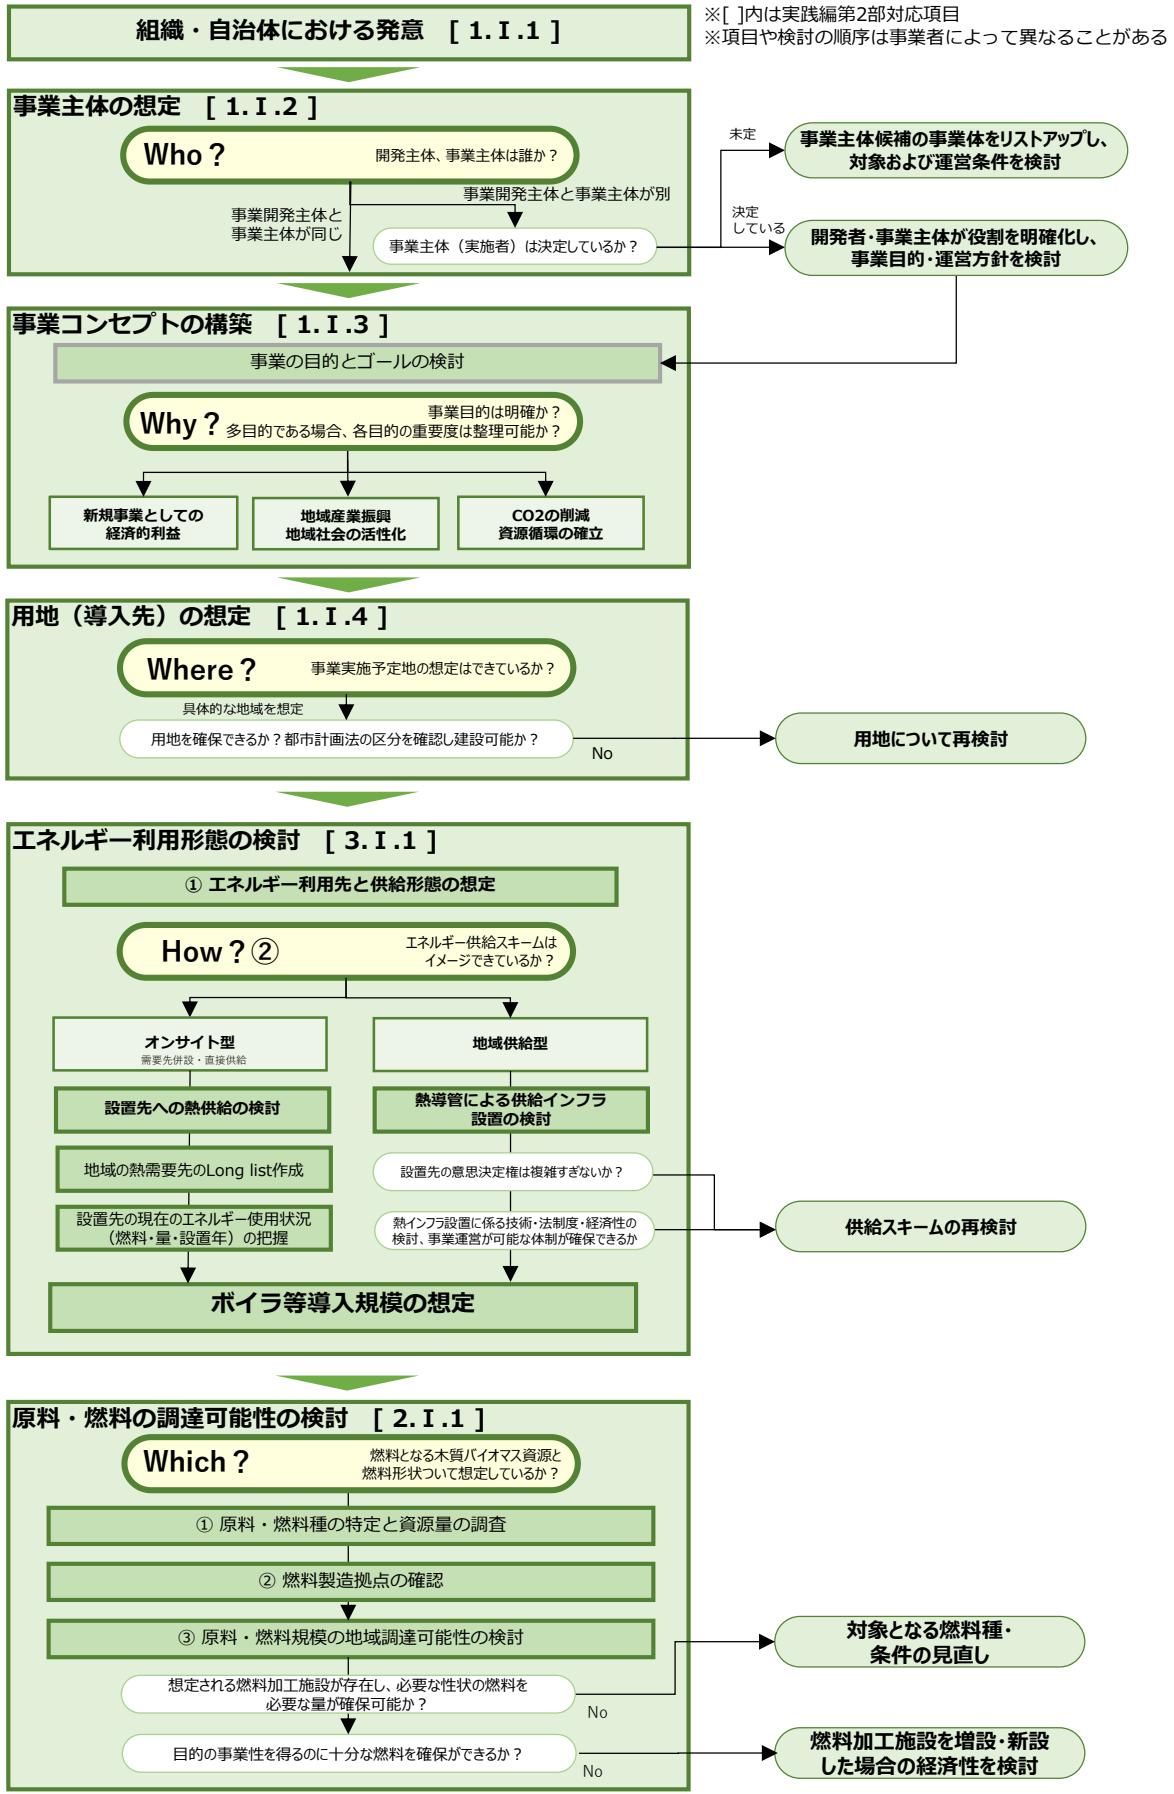 組織・自治体における発意 [ 1.Ⅰ.1 ]
※[ ]内は実践編第2部対応項目
※項目や検討の順序は事業者によって異なることがある
事業主体の想定 [ 1.Ⅰ.2 ]
Who？
開発主体、事業主体は誰か？
事業開発主体と
事業主体が同じ
事業開発主体と事業主体が別
事業主体（実施者）は決定しているか？
未定
事業主体候補の事業体をリストアップし、
対象および運営条件を検討
決定
している
開発者・事業主体が役割を明確化し、
事業目的・運営方針を検討
事業コンセプトの構築 [ 1.Ⅰ.3 ]
事業の目的とゴールの検討
Why？
事業目的は明確か？
多目的である場合、各目的の重要度は整理可能か？
新規事業としての
経済的利益
地域産業振興
地域社会の活性化
CO2の削減
資源循環の確立
用地（導入先）の想定 [ 1.Ⅰ.4 ]
Where？
事業実施予定地の想定はできているか？
具体的な地域を想定
用地を確保できるか？都市計画法の区分を確認し建設可能か？
No
用地について再検討
エネルギー利用形態の検討 [ 3.Ⅰ.1 ]
① エネルギー利用先と供給形態の想定
How？②
エネルギー供給スキームは
イメージできているか？
オンサイト型
需要先併設・直接供給
地域供給型
設置先への熱供給の検討
熱導管による供給インフラ
設置の検討
地域の熱需要先のLong list作成
設置先の意思決定権は複雑すぎないか？
設置先の現在のエネルギー使用状況
（燃料・量・設置年）の把握
熱インフラ設置に係る技術・法制度・経済性の
検討、事業運営が可能な体制が確保できるか
供給スキームの再検討
ボイラ等導入規模の想定
原料・燃料の調達可能性の検討 [ 2.Ⅰ.1 ]
Which？
燃料となる木質バイオマス資源と
燃料形状ついて想定しているか？
① 原料・燃料種の特定と資源量の調査
② 燃料製造拠点の確認
③ 原料・燃料規模の地域調達可能性の検討
想定される燃料加工施設が存在し、必要な性状の燃料を
必要な量が確保可能か？
No
対象となる燃料種・
条件の見直し
目的の事業性を得るのに十分な燃料を確保ができるか？
No
燃料加工施設を増設・新設
した場合の経済性を検討